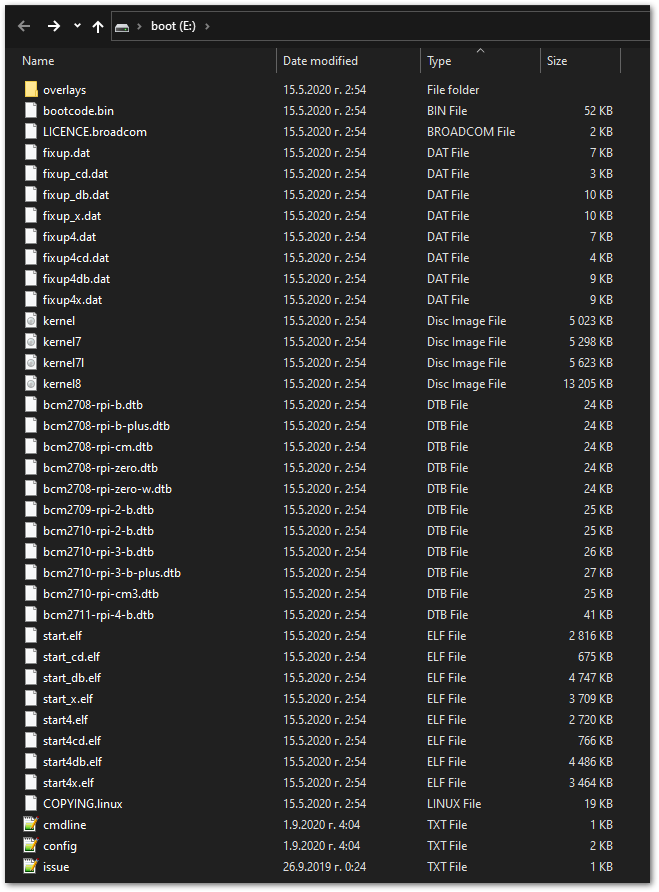 boot (E:)
Name Date modified Type Size
overlays 15.5.2020 г. 2:54 File folder
bootcode.bin 15.5.2020 г. 2:54 BIN File 52 KB
LICENCE.broadcom 15.5.2020 г. 2:54 BROADCOM File 2 KB
fixup.dat 15.5.2020 г. 2:54 DAT File 7 KB
fixup_cd.dat 15.5.2020 г. 2:54 DAT File 3 KB
fixup_db.dat 15.5.2020 г. 2:54 DAT File 10 KB
fixup_x.dat 15.5.2020 г. 2:54 DAT File 10 KB
fixup4.dat 15.5.2020 г. 2:54 DAT File 7 KB
fixup4cd.dat 15.5.2020 г. 2:54 DAT File 4 KB
fixup4db.dat 15.5.2020 г. 2:54 DAT File 9 KB
fixup4x.dat 15.5.2020 г. 2:54 DAT File 9 KB
kernel 15.5.2020 г. 2:54 Disc Image File 5 023 KB
kernel7 15.5.2020 г. 2:54 Disc Image File 5 298 KB
kernel7l 15.5.2020 г. 2:54 Disc Image File 5 623 KB
kernel8 15.5.2020 г. 2:54 Disc Image File 13 205 KB
bcm2708-rpi-b.dtb 15.5.2020 г. 2:54 DTB File 24 KB
bcm2708-rpi-b-plus.dtb 15.5.2020 г. 2:54 DTB File 24 KB
bcm2708-rpi-cm.dtb 15.5.2020 г. 2:54 DTB File 24 KB
bcm2708-rpi-zero.dtb 15.5.2020 г. 2:54 DTB File 24 KB
bcm2708-rpi-zero-w.dtb 15.5.2020 г. 2:54 DTB File 24 KB
bcm2709-rpi-2-b.dtb 15.5.2020 г. 2:54 DTB File 25 KB
bcm2710-rpi-2-b.dtb 15.5.2020 г. 2:54 DTB File 25 KB
bcm2710-rpi-3-b.dtb 15.5.2020 г. 2:54 DTB File 26 KB
bcm2710-rpi-3-b-plus.dtb 15.5.2020 г. 2:54 DTB File 27 KB
bcm2710-rpi-cm3.dtb 15.5.2020 г. 2:54 DTB File 25 KB
bcm2711-rpi-4-b.dtb 15.5.2020 г. 2:54 DTB File 41 KB
start.elf 15.5.2020 г. 2:54 ELF File 2 816 KB
start_cd.elf 15.5.2020 г. 2:54 ELF File 675 KB
start_db.elf 15.5.2020 г. 2:54 ELF File 4 747 KB
start_x.elf 15.5.2020 г. 2:54 ELF File 3 709 KB
start4.elf 15.5.2020 г. 2:54 ELF File 2 720 KB
start4cd.elf 15.5.2020 г. 2:54 ELF File 766 KB
start4db.elf 15.5.2020 г. 2:54 ELF File 4 486 KB
start4x.elf 15.5.2020 г. 2:54 ELF File 3 464 KB
COPYING.linux 15.5.2020 г. 2:54 LINUX File 19 KB
cmdline 1.9.2020 г. 4:04 TXT File 1 KB
config 1.9.2020 г. 4:04 TXT File 2 KB
issue 26.9.2019 г. 0:24 TXT File 1 KB